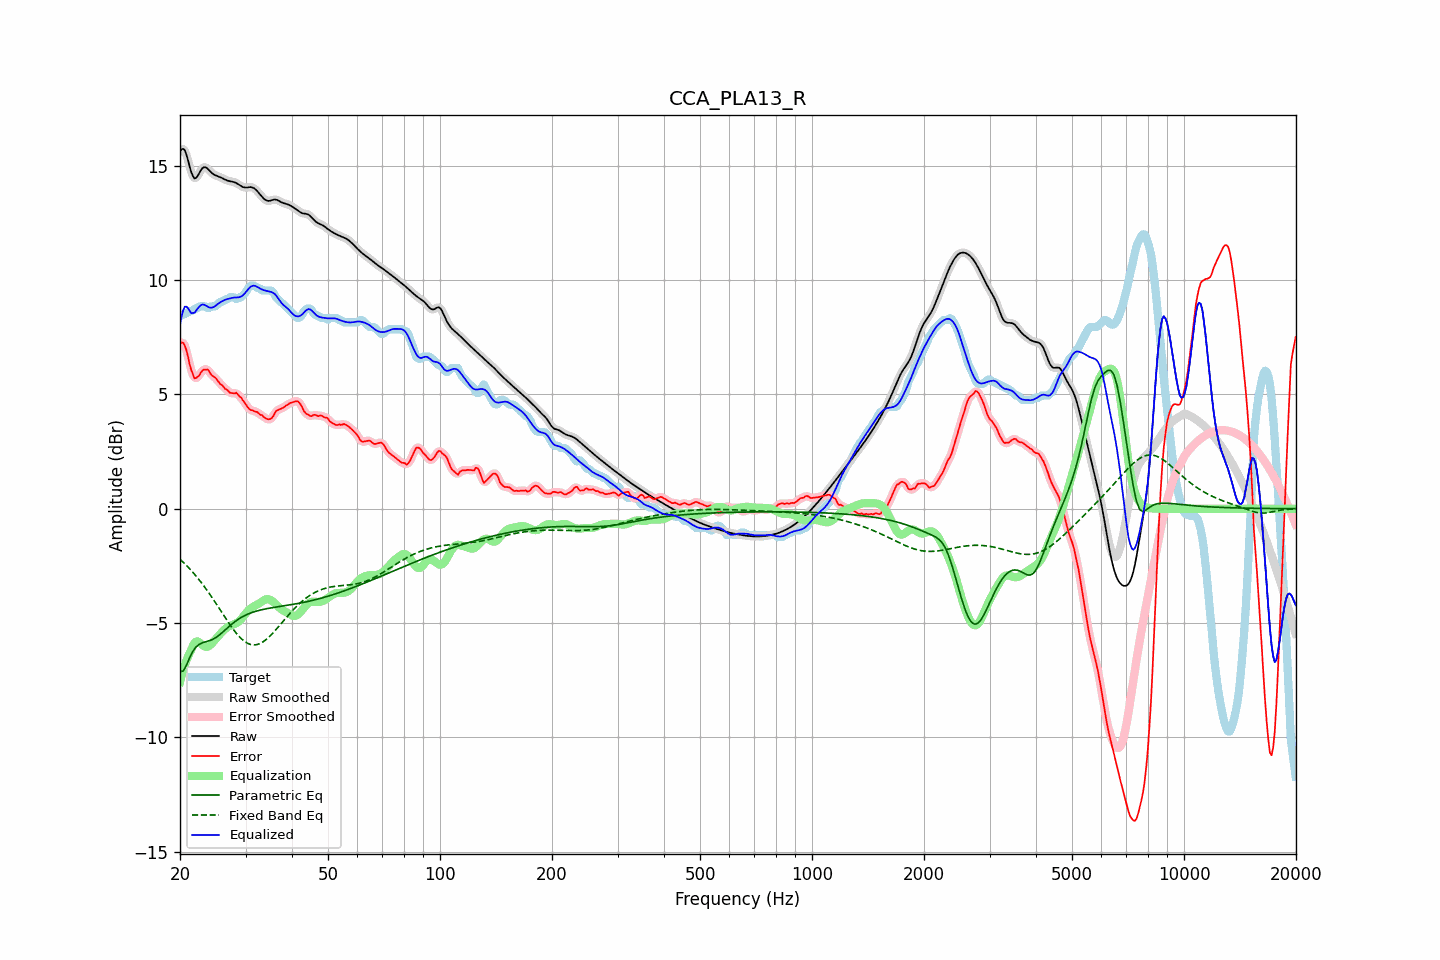 CCA_PLA13_R
Amplitude (dBr)
15
10
5
0
−5
−10
−15
Target
Raw Smoothed
Error Smoothed
Raw
Error
Equalization
Parametric Eq
Fixed Band Eq
Equalized
20
50
100
200
500
1000
2000
5000
10000
20000
Frequency (Hz)